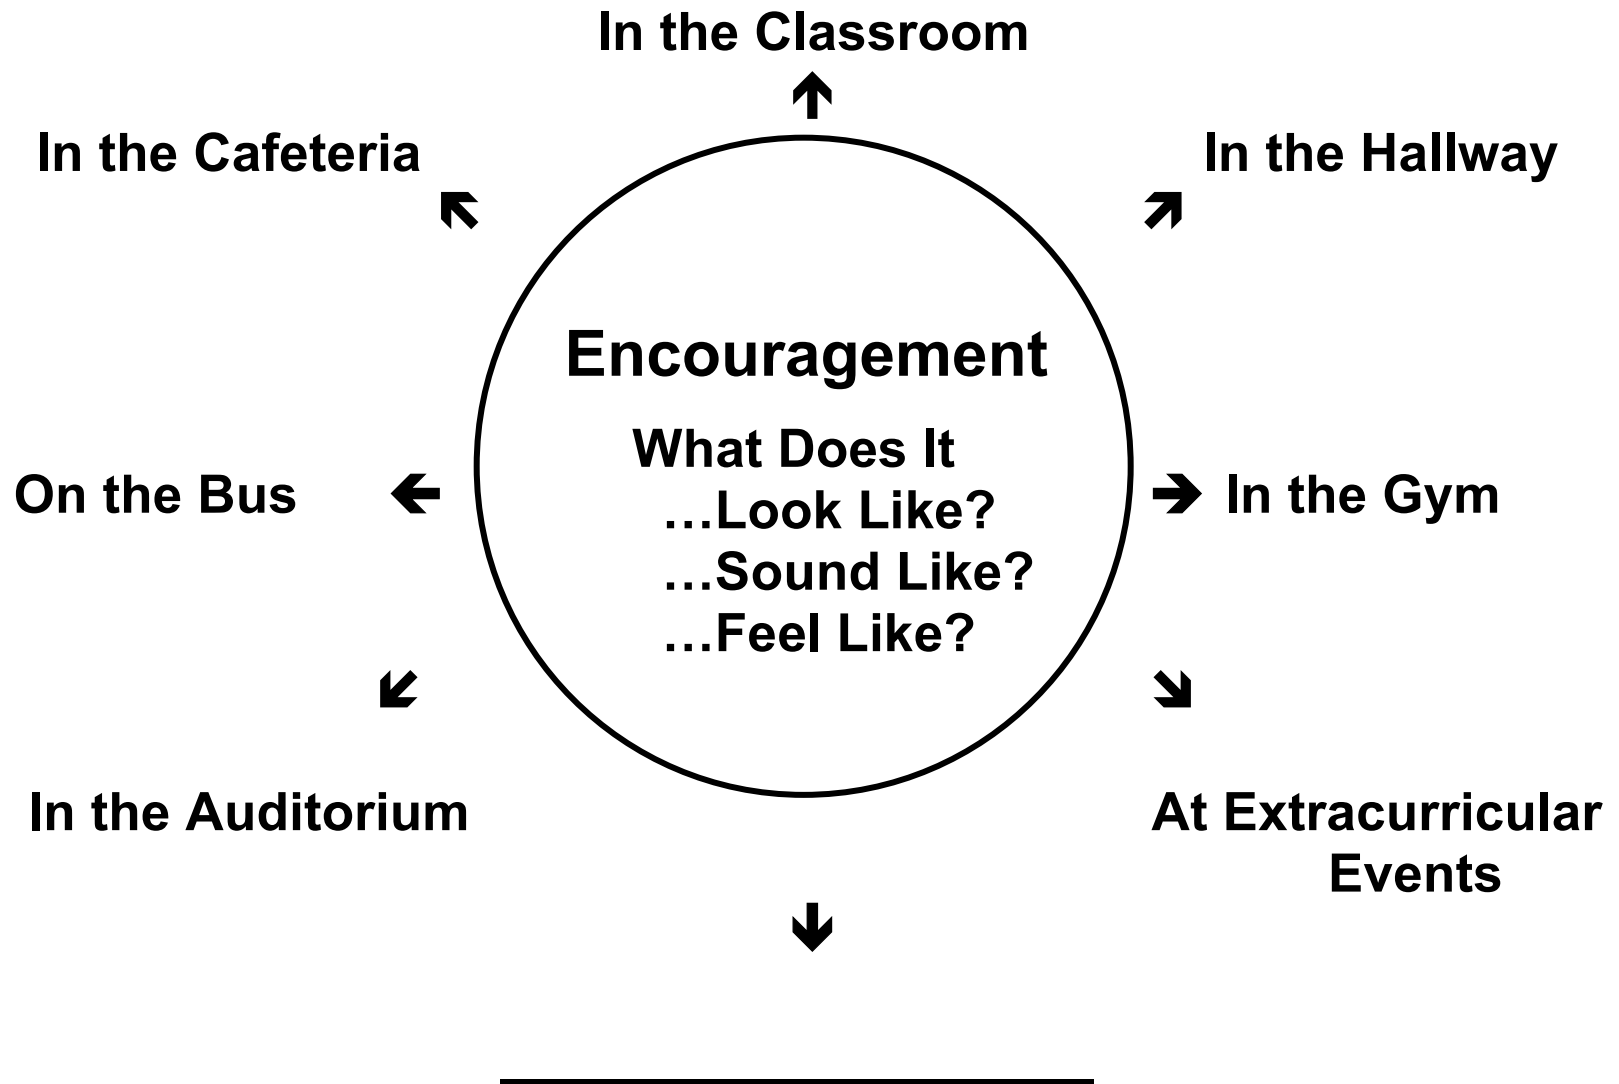 In the Classroom
In the Cafeteria
In the Hallway
Encouragement
What Does It
…Look Like?
…Sound Like?
…Feel Like?
On the Bus
In the Gym
In the Auditorium
At Extracurricular
Events